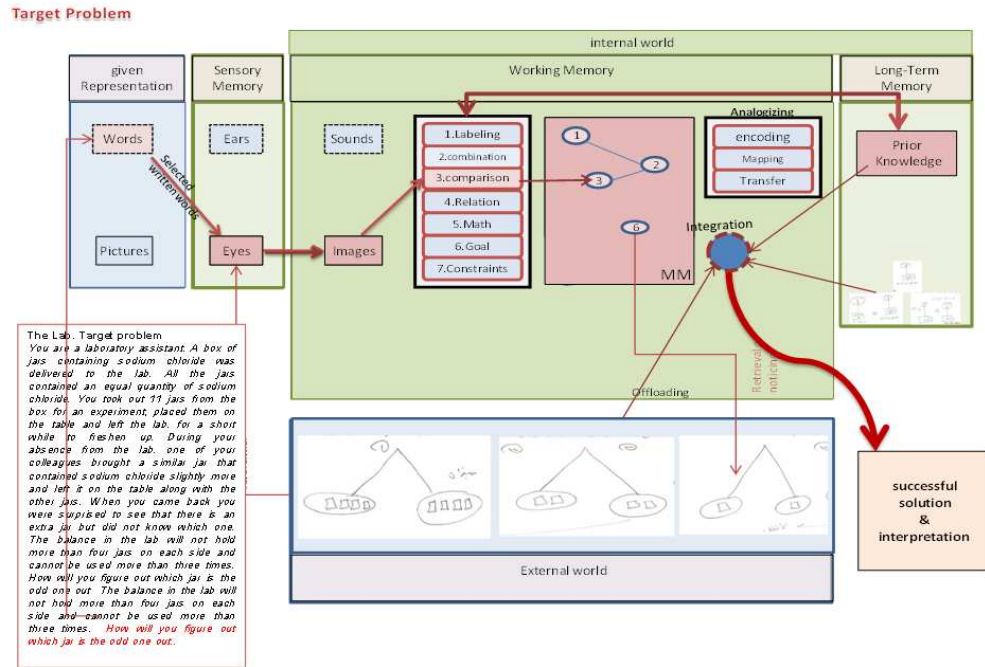 Target Problem
internal world
given
Representation
Sensory
Memory
Working Memory
Long-Term
Memory
Words
Ears
Sounds
Selected
writtenwords
Pictures
Eyes
Images
1.Labeling
2.combination
3.comparison
4.Relation
5.Math
6.Goal
7.Constraints
1
2
3
6
MM
Analogizing
encoding
Mapping
Transfer
Integration
Prior
Knowledge
Retrieval/
noticing
Offloading
The Lab. Target problem
You are a laboratory assistant. A box of
jars containing sodium chloride was
delivered to the lab. All the jars
contained an equal quantity of sodium
chloride. You took out 11 jars from the
box for an experiment, placed them on
the table and left the lab. for a short
while to freshen up. During your
absence from the lab. one of your
colleagues brought a similar jar that
contained sodium chloride slightly more
and left it on the table along with the
other jars. When you came back you
were surprised to see that there is an
extra jar but did not know which one.
The balance in the lab will not hold
more than four jars on each side and
cannot be used more than three times.
How will you figure out which jar is the
odd one out The balance in the lab will
not hold more than four jars on each
side and cannot be used more than
three times. How will you figure out
which jar is the odd one out..
External world
successful
solution
&
interpretation